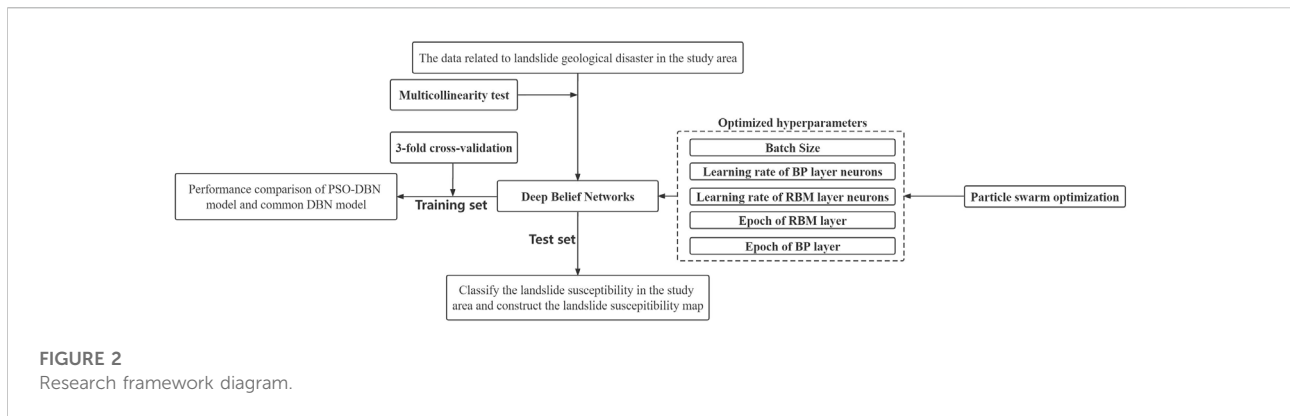 The data related to landslide geological disaster in the study area
Multicollinearity test
Optimized hyperparameters
3-fold cross-validation
Batch Size
Learning rate of BP layer neurons
Performance comparison of PSO-DBN
model and common DBN model
Training set
Deep Belief Networks
Learning rate of RBM layer neurons
Particle swarm optimization
Epoch of RBM layer
Test set
Epoch of BP layer
Classify the landslide susceptibility in the study
area and construct the landslide suscepitibility map
FIGURE 2
Research framework diagram.